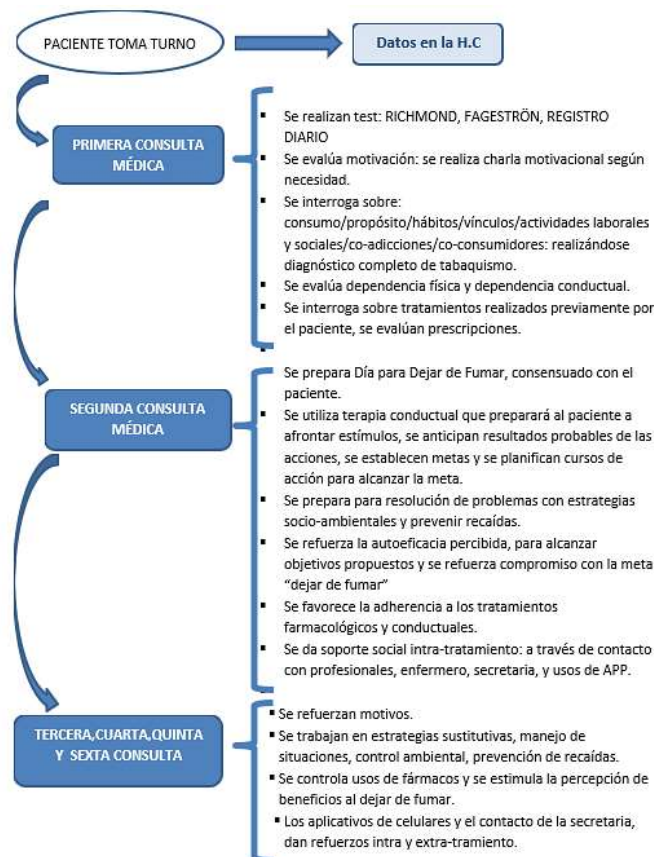 PACIENTE TOMA TURNO
Datos en la H.C
PRIMERA CONSULTA
MÉDICA
▪ Se realizan test: RICHMOND, FAGESTRÖN, REGISTRO
DIARIO
▪ Se evalúa motivación: se realiza charla motivacional según
necesidad.
▪ Se interroga sobre:
consumo/propósito/hábitos/vínculos/actividades laborales
y sociales/co-adicciones/co-consumidores: realizándose
diagnóstico completo de tabaquismo.
▪ Se evalúa dependencia física y dependencia conductual.
▪ Se interroga sobre tratamientos realizados previamente por
el paciente, se evalúan prescripciones.
SEGUNDA CONSULTA
MÉDICA
Se prepara Día para Dejar de Fumar, consensuado con el
paciente.
▪ Se utiliza terapia conductual que preparará al paciente a
afrontar estímulos, se anticipan resultados probables de las
acciones, se establecen metas y se planifican cursos de
acción para alcanzar la meta.
▪ Se prepara para resolución de problemas con estrategias
socio-ambientales y prevenir recaídas.
▪ Se refuerza la autoeficacia percibida, para alcanzar
objetivos propuestos y se refuerza compromiso con la meta
“dejar de fumar”
▪ Se favorece la adherencia a los tratamientos
farmacológicos y conductuales.
▪ Se da soporte social intra-tratamiento: a través de contacto
con profesionales, enfermero, secretaria, y usos de APP.
TERCERA,CUARTA,QUINTA
Y SEXTA CONSULTA
▪ Se refuerzan motivos.
▪ Se trabajan en estrategias sustitutivas, manejo de
situaciones, control ambiental, prevención de recaídas.
▪ Se controla usos de fármacos y se estimula la percepción de
beneficios al dejar de fumar.
▪ Los aplicativos de celulares y el contacto de la secretaria,
dan refuerzos intra y extra-tramiento.